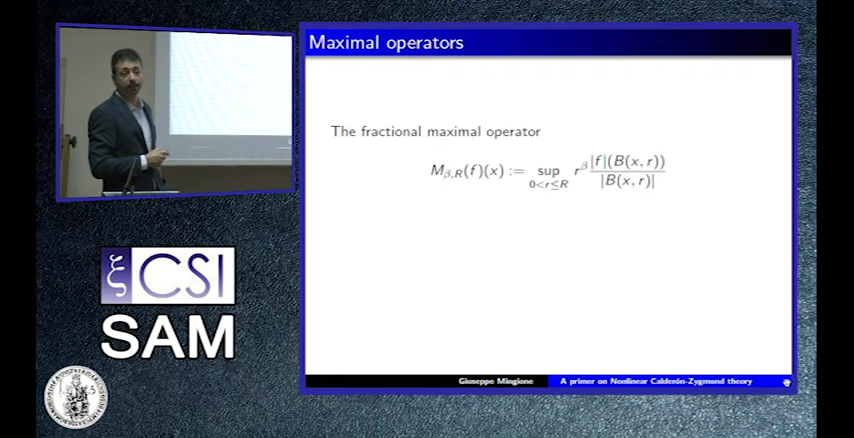 Maximal operators
The fractional maximal operator
M_{β,R}(f)(x) := sup_{0<r≤R} r^β |f|(B(x, r)) / |B(x, r)|
ξ CSI
SAM
Giuseppe Mingione A primer on Nonlinear Calderón-Zygmund theory